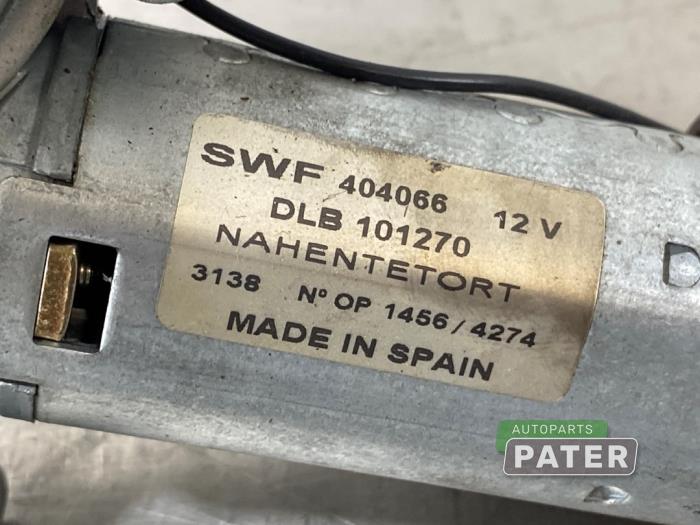 SWF 404066 12 V
DLB 101270
NAHENTETORT
3138 Nº OP 1456/4274
MADE IN SPAIN
AUTOPARTS
PATER